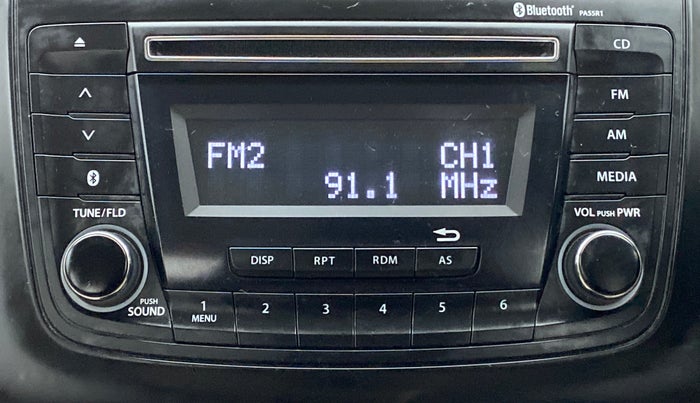 Bluetooth® PA55R1
CD
FM
AM
MEDIA
FM2 CH1
91.1 MHz
TUNE/FLD
VOL PUSH PWR
DISP RPT RDM AS
PUSH
SOUND
1 2 3 4 5 6
MENU